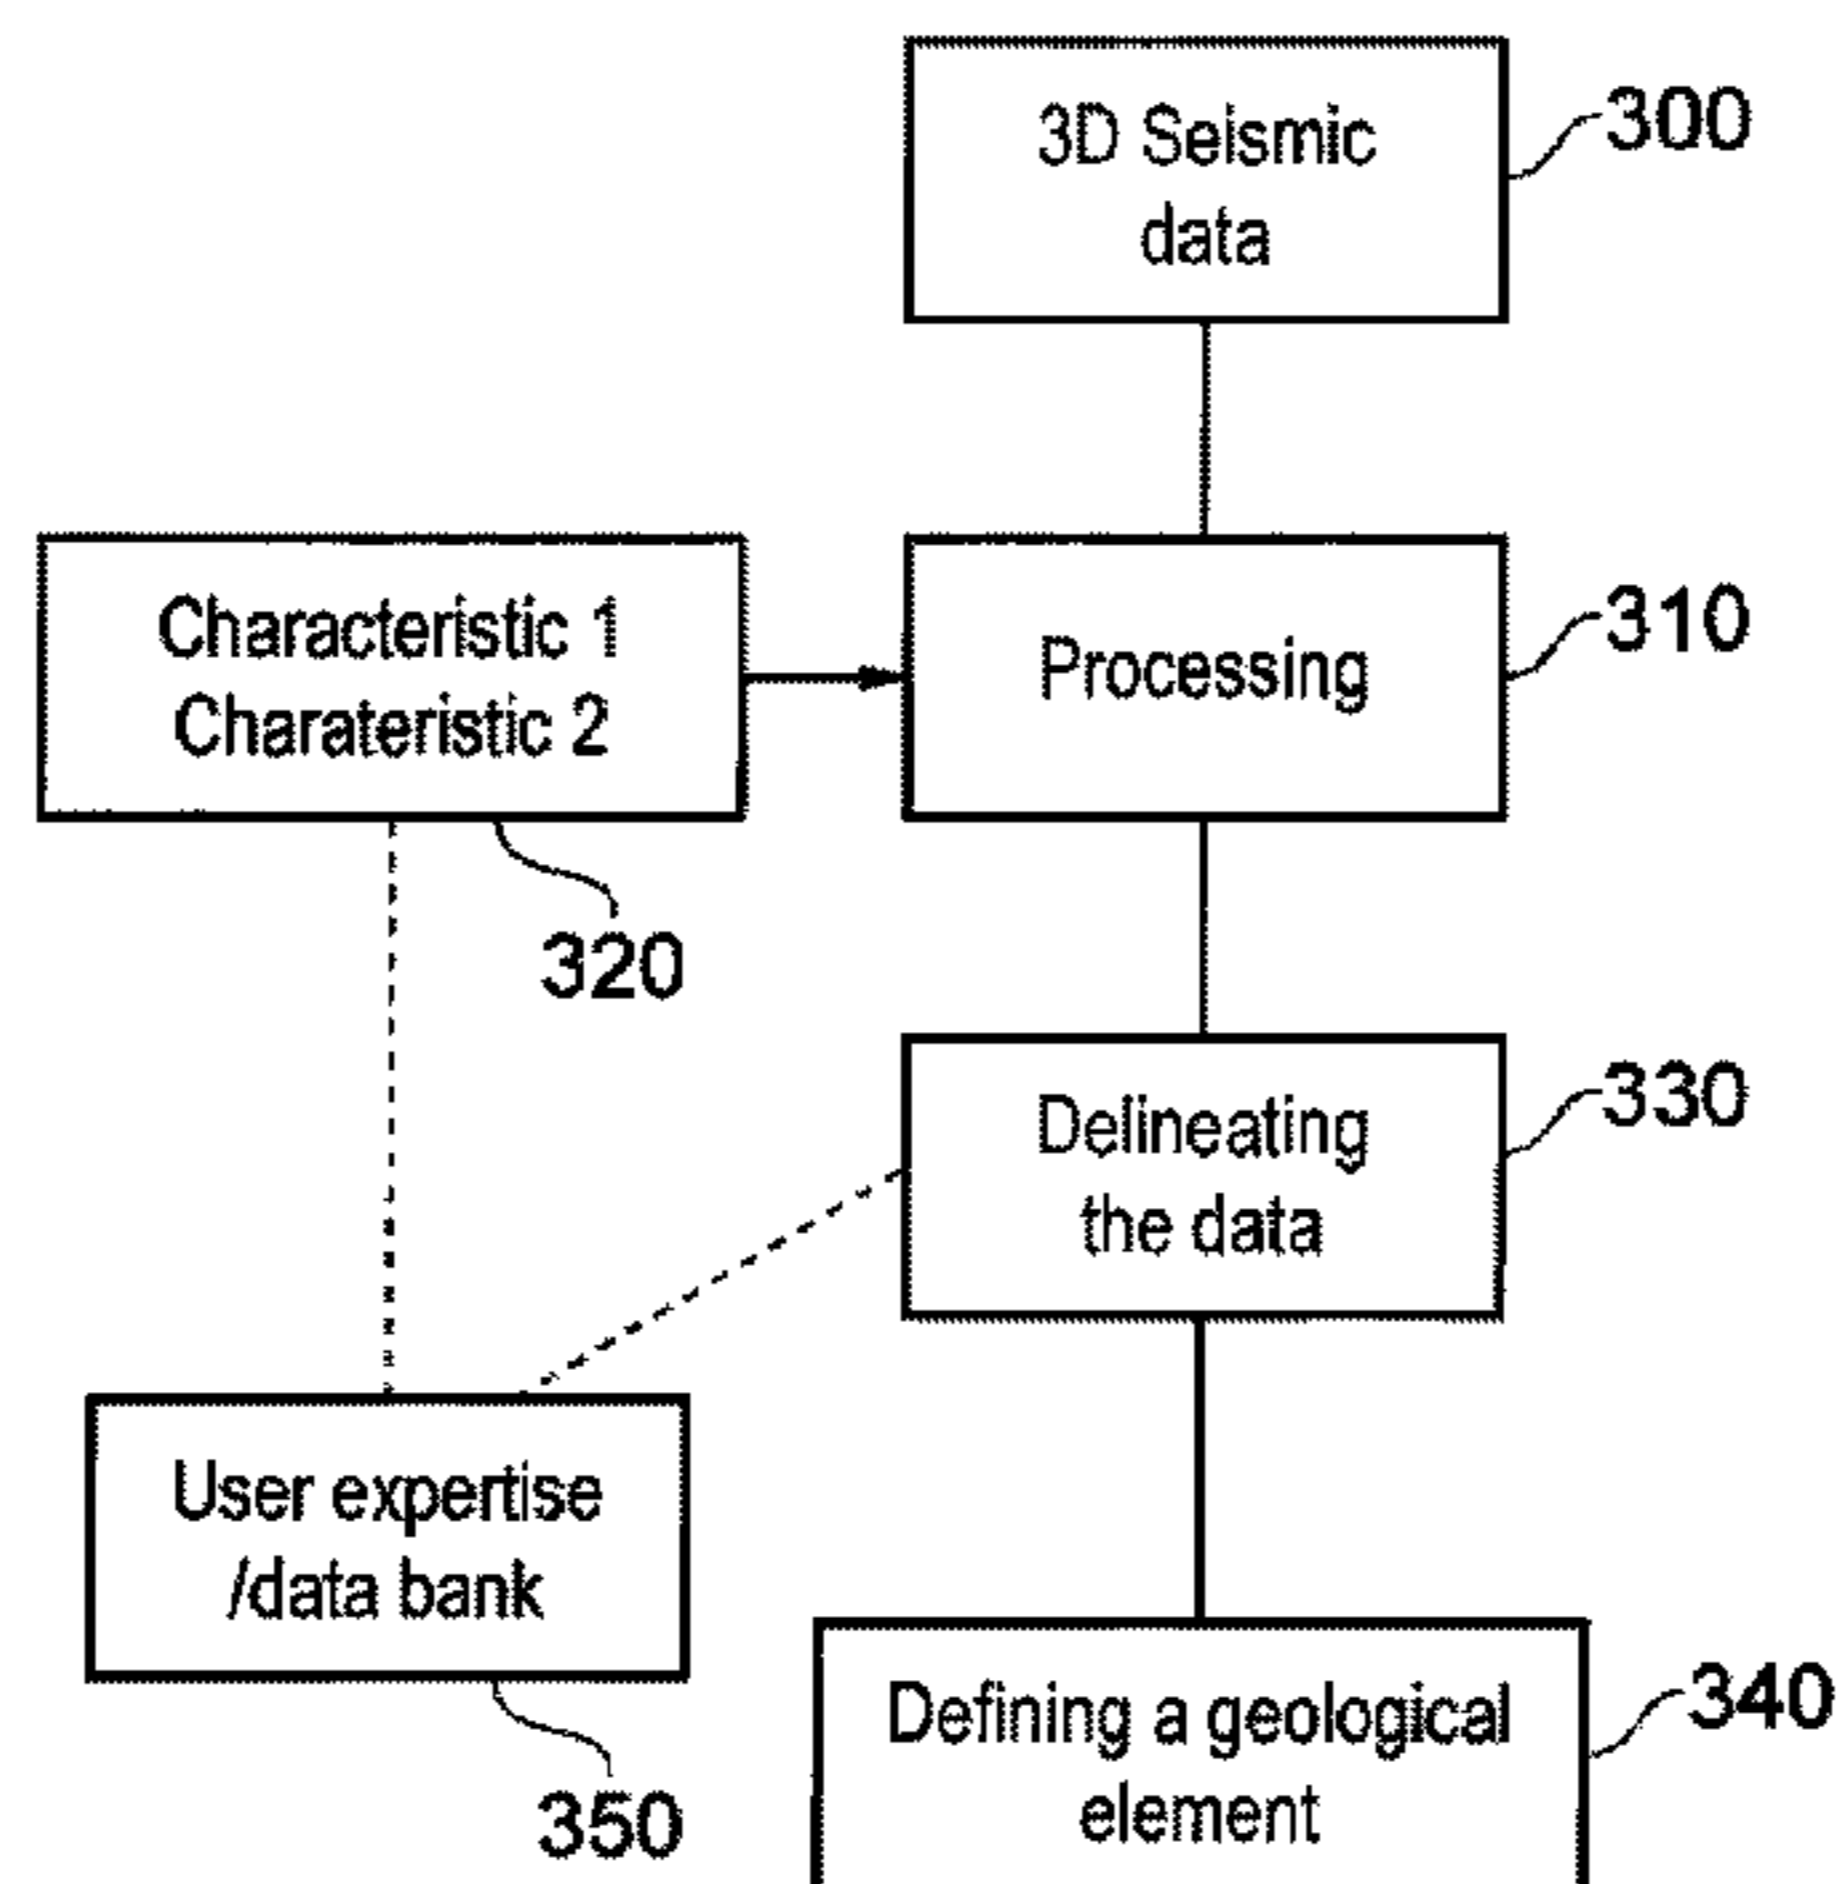 3D Seismic
data
300
Characteristic 1
Charateristic 2
320
Processing
310
Delineating
the data
330
User expertise
/data bank
350
Defining a geological
element
340